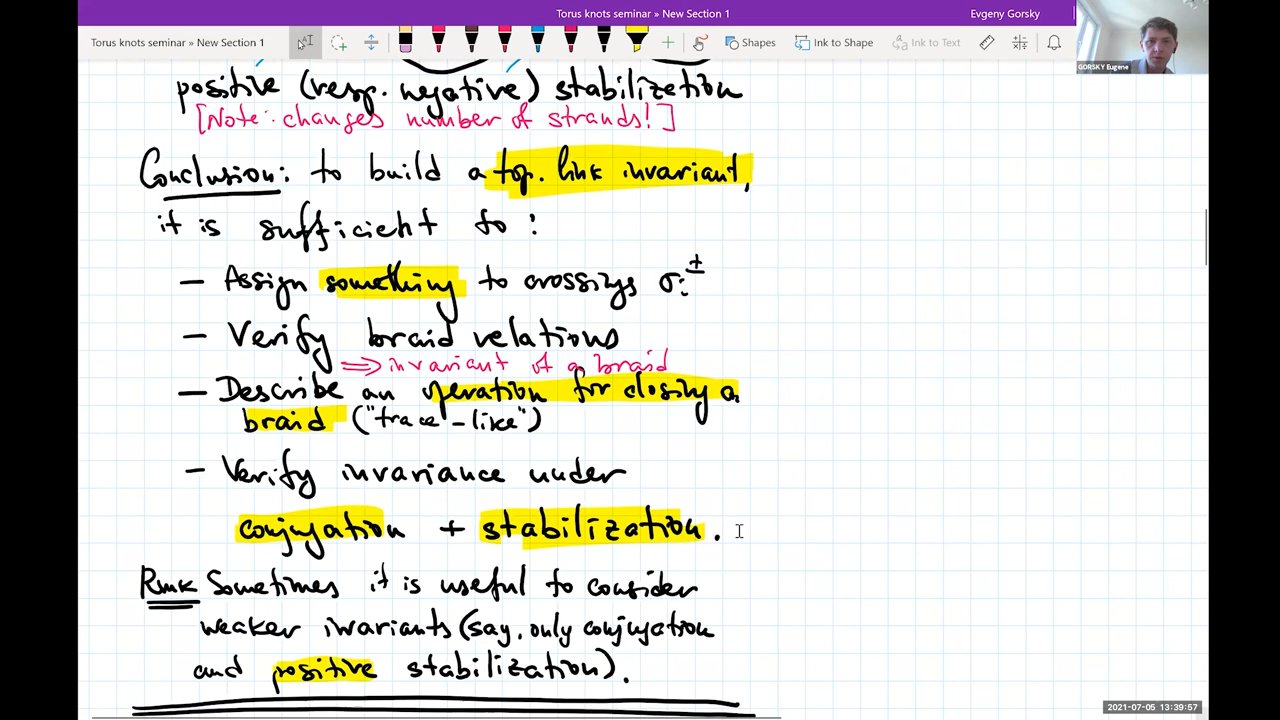 Torus knots seminar » New Section 1
Evgeny Gorsky
Torus knots seminar » New Section 1
Shapes
Ink to Shape
Ink to Text
GORSKY Eugene
positive (resp. negative) stabilization
[Note: changes number of strands!]
Conclusion: to build a top. link invariant,
it is sufficient to:
- Assign something to crossings σᵢ±
- Verify braid relations
⟹ invariant of a braid
- Describe an operation for closing a
braid ("trace-like")
- Verify invariance under
conjugation + stabilization.
Rmk Sometimes it is useful to consider
weaker invariants (say, only conjugation
and positive stabilization).
2021-07-05 13:39:57